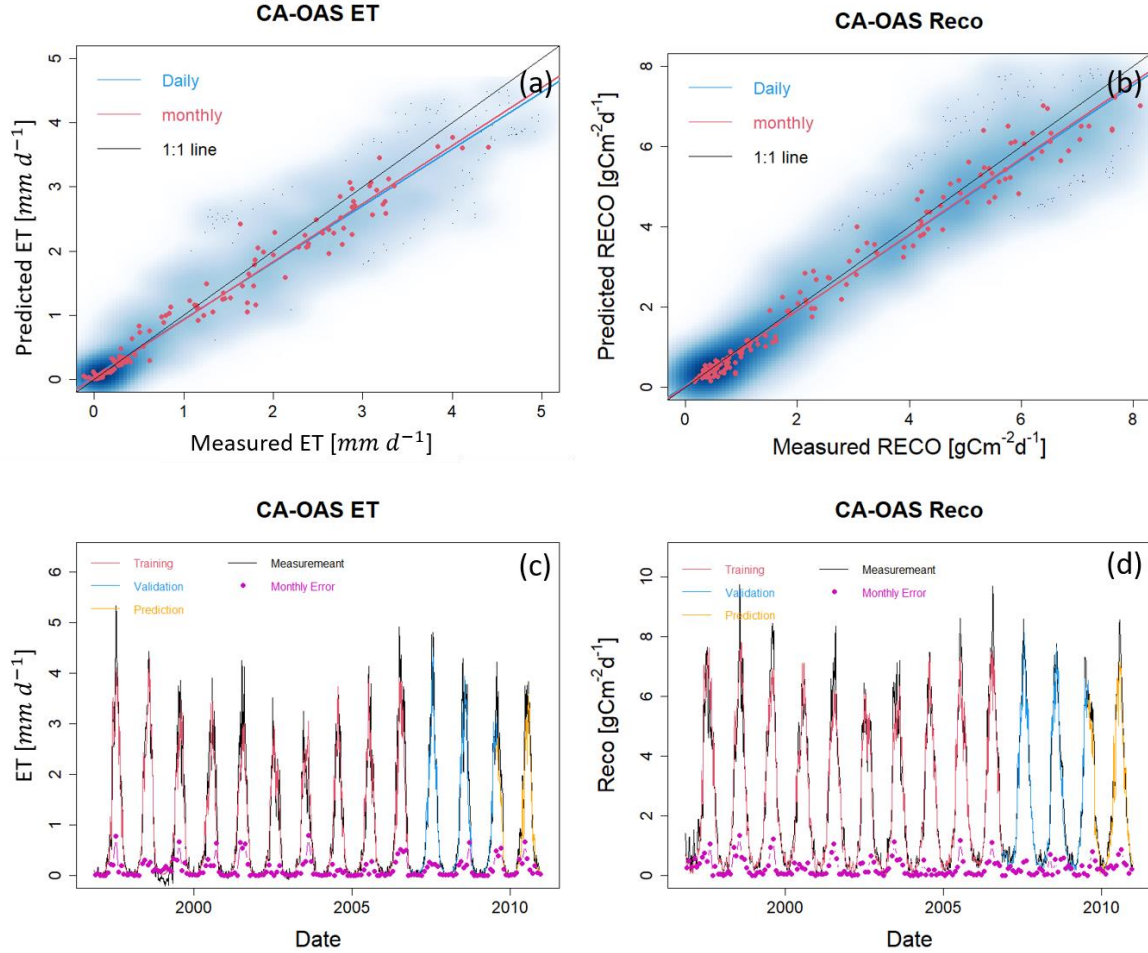 CA-OAS ET
(a)
Daily
monthly
1:1 line
Predicted ET [mm d⁻¹]
5
4
3
2
1
0
0 1 2 3 4 5
Measured ET [mm d⁻¹]
CA-OAS Reco
(b)
Daily
monthly
1:1 line
Predicted RECO [gCm⁻²d⁻¹]
8
6
4
2
0
0 2 4 6 8
Measured RECO [gCm⁻²d⁻¹]
CA-OAS ET
(c)
Training
Validation
Prediction
Measuremeant
Monthly Error
ET [mm d⁻¹]
6
5
4
3
2
1
0
2000 2005 2010
Date
CA-OAS Reco
(d)
Training
Validation
Prediction
Measuremeant
Monthly Error
Reco [gCm⁻²d⁻¹]
10
8
6
4
2
0
2000 2005 2010
Date